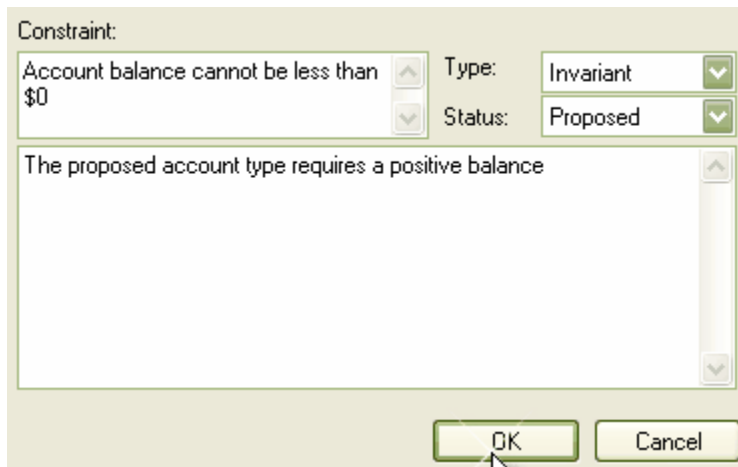 Constraint:
Account balance cannot be less than
$0
Type:
Invariant
Status:
Proposed
The proposed account type requires a positive balance
OK
Cancel